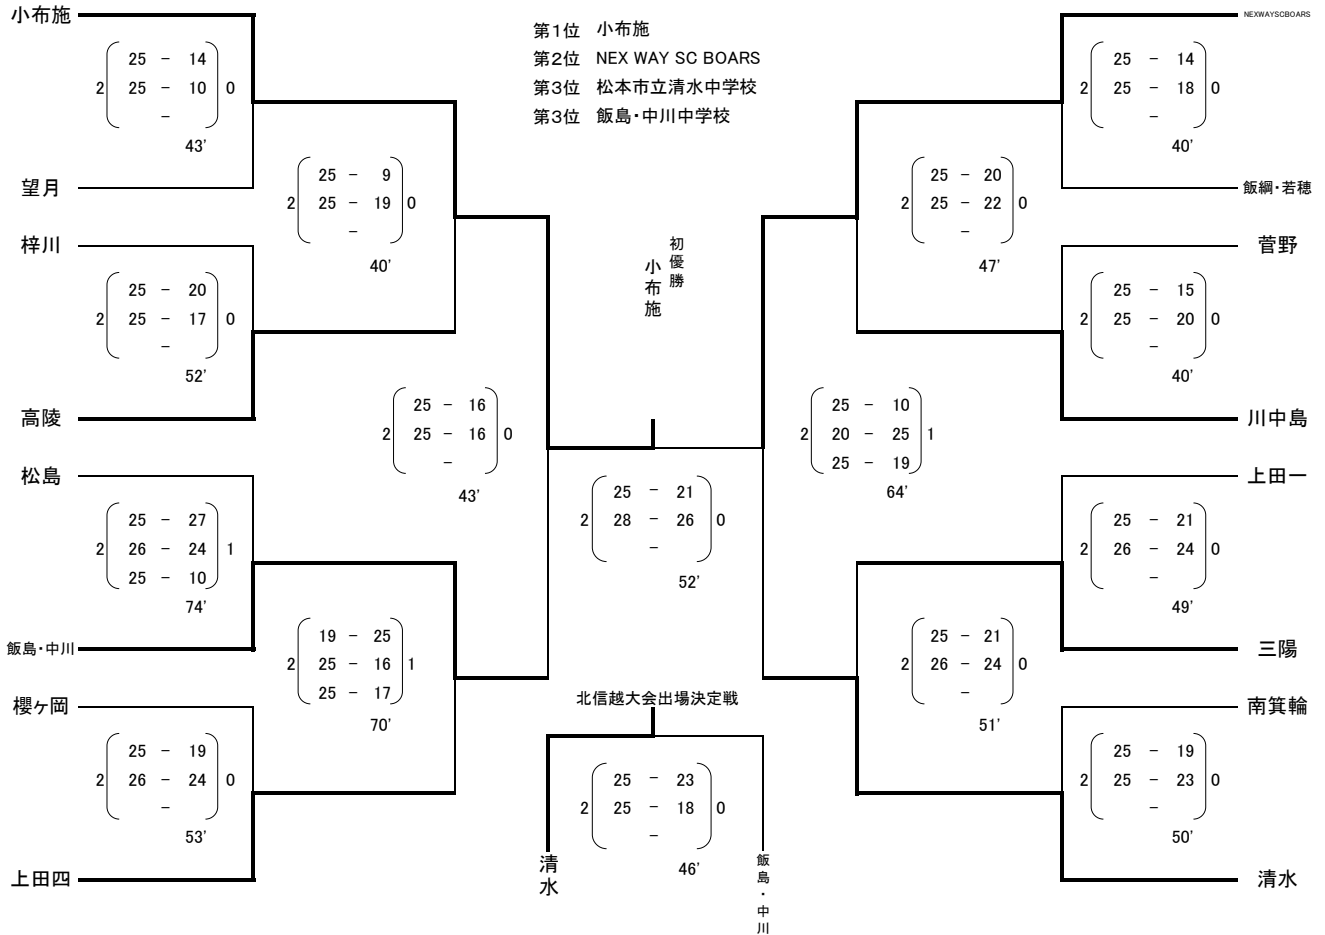 小布施
第1位 小布施
第2位 NEX WAY SC BOARS
第3位 松本市立清水中学校
第3位 飯島・中川中学校
NEXWAYSCBOARS
25 － 14
2 25 － 10 0
－
43'
25 － 14
2 25 － 18 0
－
40'
望月
25 － 9
2 25 － 19 0
－
40'
25 － 20
2 25 － 22 0
－
47'
飯綱・若穂
梓川
初優勝
小布施
菅野
25 － 20
2 25 － 17 0
－
52'
25 － 15
2 25 － 20 0
－
40'
高陵
25 － 16
2 25 － 16 0
－
43'
25 － 10
2 20 － 25 1
25 － 19
64'
川中島
松島
上田一
25 － 27
2 26 － 24 1
25 － 10
74'
25 － 21
2 28 － 26 0
－
52'
25 － 21
2 26 － 24 0
－
49'
飯島・中川
19 － 25
2 25 － 16 1
25 － 17
70'
25 － 21
2 26 － 24 0
－
51'
三陽
櫻ヶ岡
北信越大会出場決定戦
南箕輪
25 － 19
2 26 － 24 0
－
53'
25 － 23
2 25 － 18 0
－
46'
25 － 19
2 25 － 23 0
－
50'
上田四
清水
飯島・中川
清水